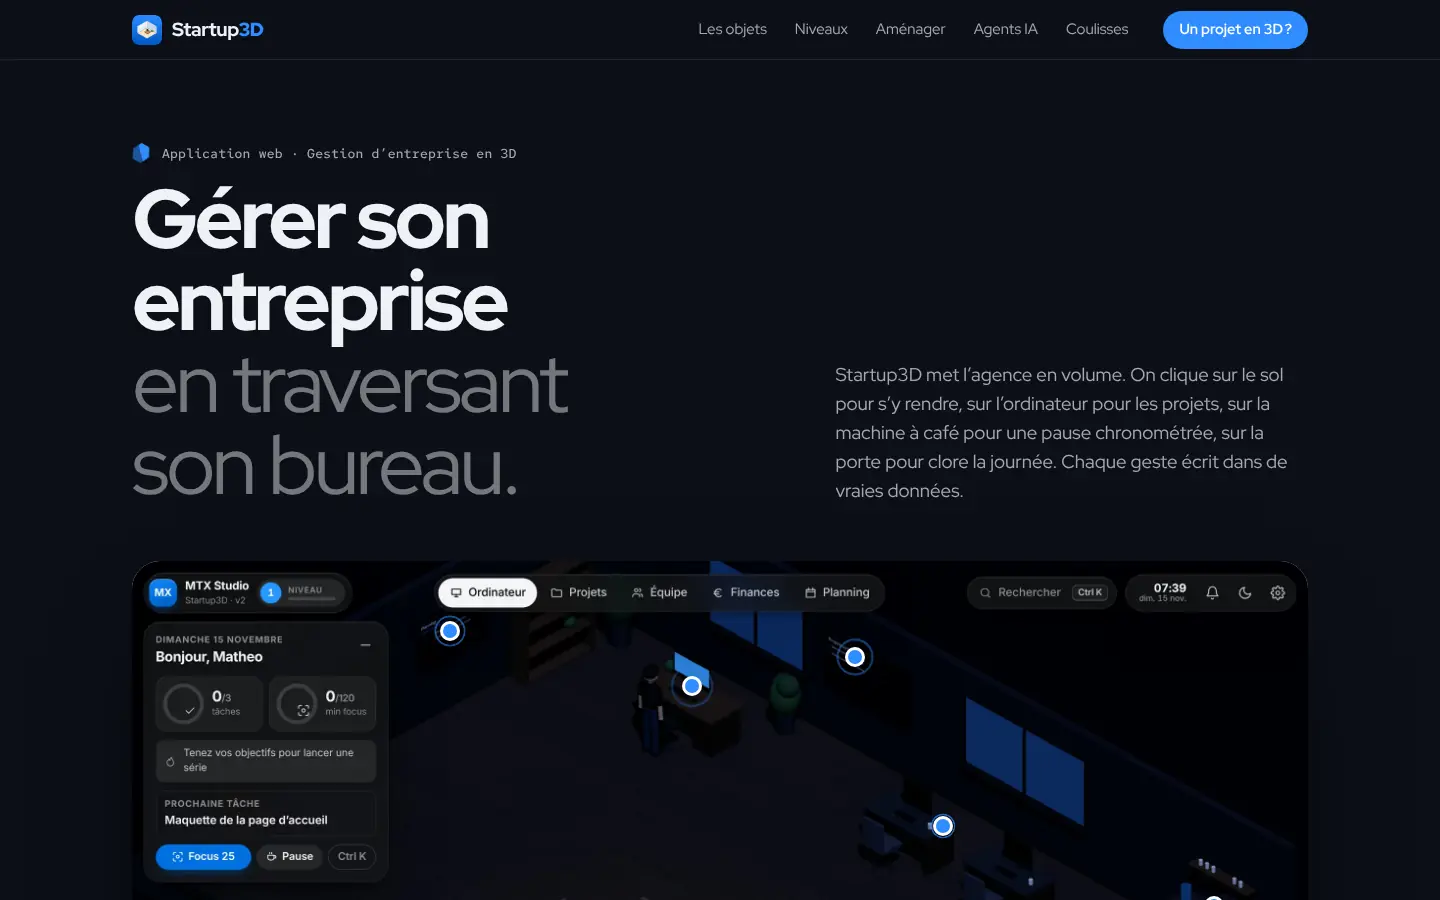 Startup3D
Les objets
Niveaux
Aménager
Agents IA
Coulisses
Un projet en 3D ?
Application web · Gestion d’entreprise en 3D
Gérer son
entreprise
en traversant
son bureau.
Startup3D met l’agence en volume. On clique sur le sol
pour s’y rendre, sur l’ordinateur pour les projets, sur la
machine à café pour une pause chronométrée, sur la
porte pour clore la journée. Chaque geste écrit dans de
vraies données.
MX
MTX Studio
Startup3D · v2
1
NIVEAU
Ordinateur
Projets
Équipe
Finances
Planning
Rechercher
Ctrl K
07:39
dim. 15 nov.
DIMANCHE 15 NOVEMBRE
Bonjour, Matheo
0/3
tâches
0/120
min focus
Tenez vos objectifs pour lancer une
série
PROCHAINE TÂCHE
Maquette de la page d’accueil
Focus 25
Pause
Ctrl K